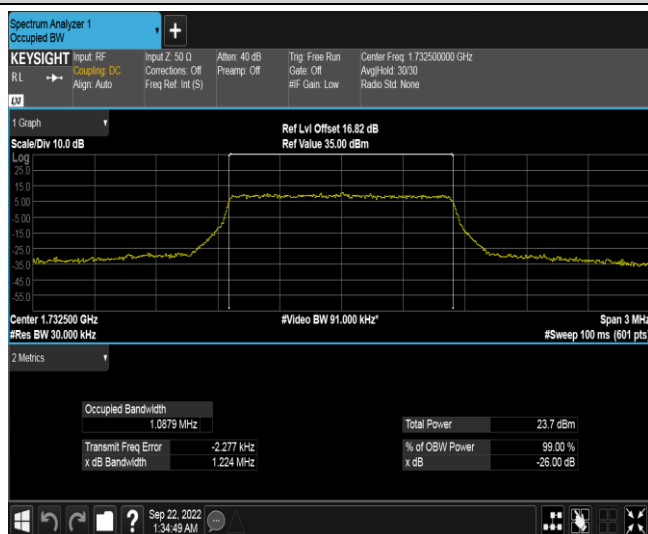 Spectrum Analyzer 1
Occupied BW
+
KEYSIGHT
R L
LXI
Input: RF
Coupling: DC
Align: Auto
Input Z: 50 Ω
Corrections: Off
Freq Ref: Int (S)
Atten: 40 dB
Preamp: Off
Trig: Free Run
Gate: Off
#IF Gain: Low
Center Freq: 1.732500000 GHz
Avg|Hold: 30/30
Radio Std: None
1 Graph
Scale/Div 10.0 dB
Ref Lvl Offset 16.82 dB
Ref Value 35.00 dBm
Log
25.0
15.0
5.00
-5.00
-15.0
-25.0
-35.0
-45.0
-55.0
Center 1.732500 GHz
#Res BW 30.000 kHz
#Video BW 91.000 kHz*
Span 3 MHz
#Sweep 100 ms (601 pts)
2 Metrics
Occupied Bandwidth
1.0879 MHz
Transmit Freq Error -2.277 kHz
x dB Bandwidth 1.224 MHz
Total Power 23.7 dBm
% of OBW Power 99.00 %
x dB -26.00 dB
?
Sep 22, 2022
1:34:49 AM